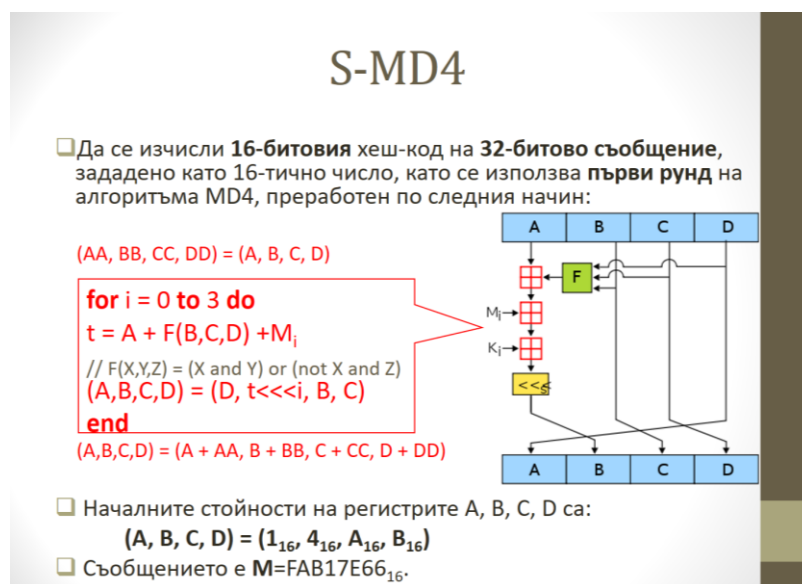 S-MD4
❑Да се изчисли 16-битовия хеш-код на 32-битово съобщение,
зададено като 16-тично число, като се използва първи рунд на
алгоритъма MD4, преработен по следния начин:
(AA, BB, CC, DD) = (A, B, C, D)
for i = 0 to 3 do
t = A + F(B,C,D) +Mᵢ
// F(X,Y,Z) = (X and Y) or (not X and Z)
(A,B,C,D) = (D, t<<<i, B, C)
end
(A,B,C,D) = (A + AA, B + BB, C + CC, D + DD)
A B C D
F
Mᵢ
Kᵢ
<<<s
A B C D
❑ Началните стойности на регистрите A, B, C, D са:
(A, B, C, D) = (1₁₆, 4₁₆, A₁₆, B₁₆)
❑ Съобщението е M=FAB17E66₁₆.